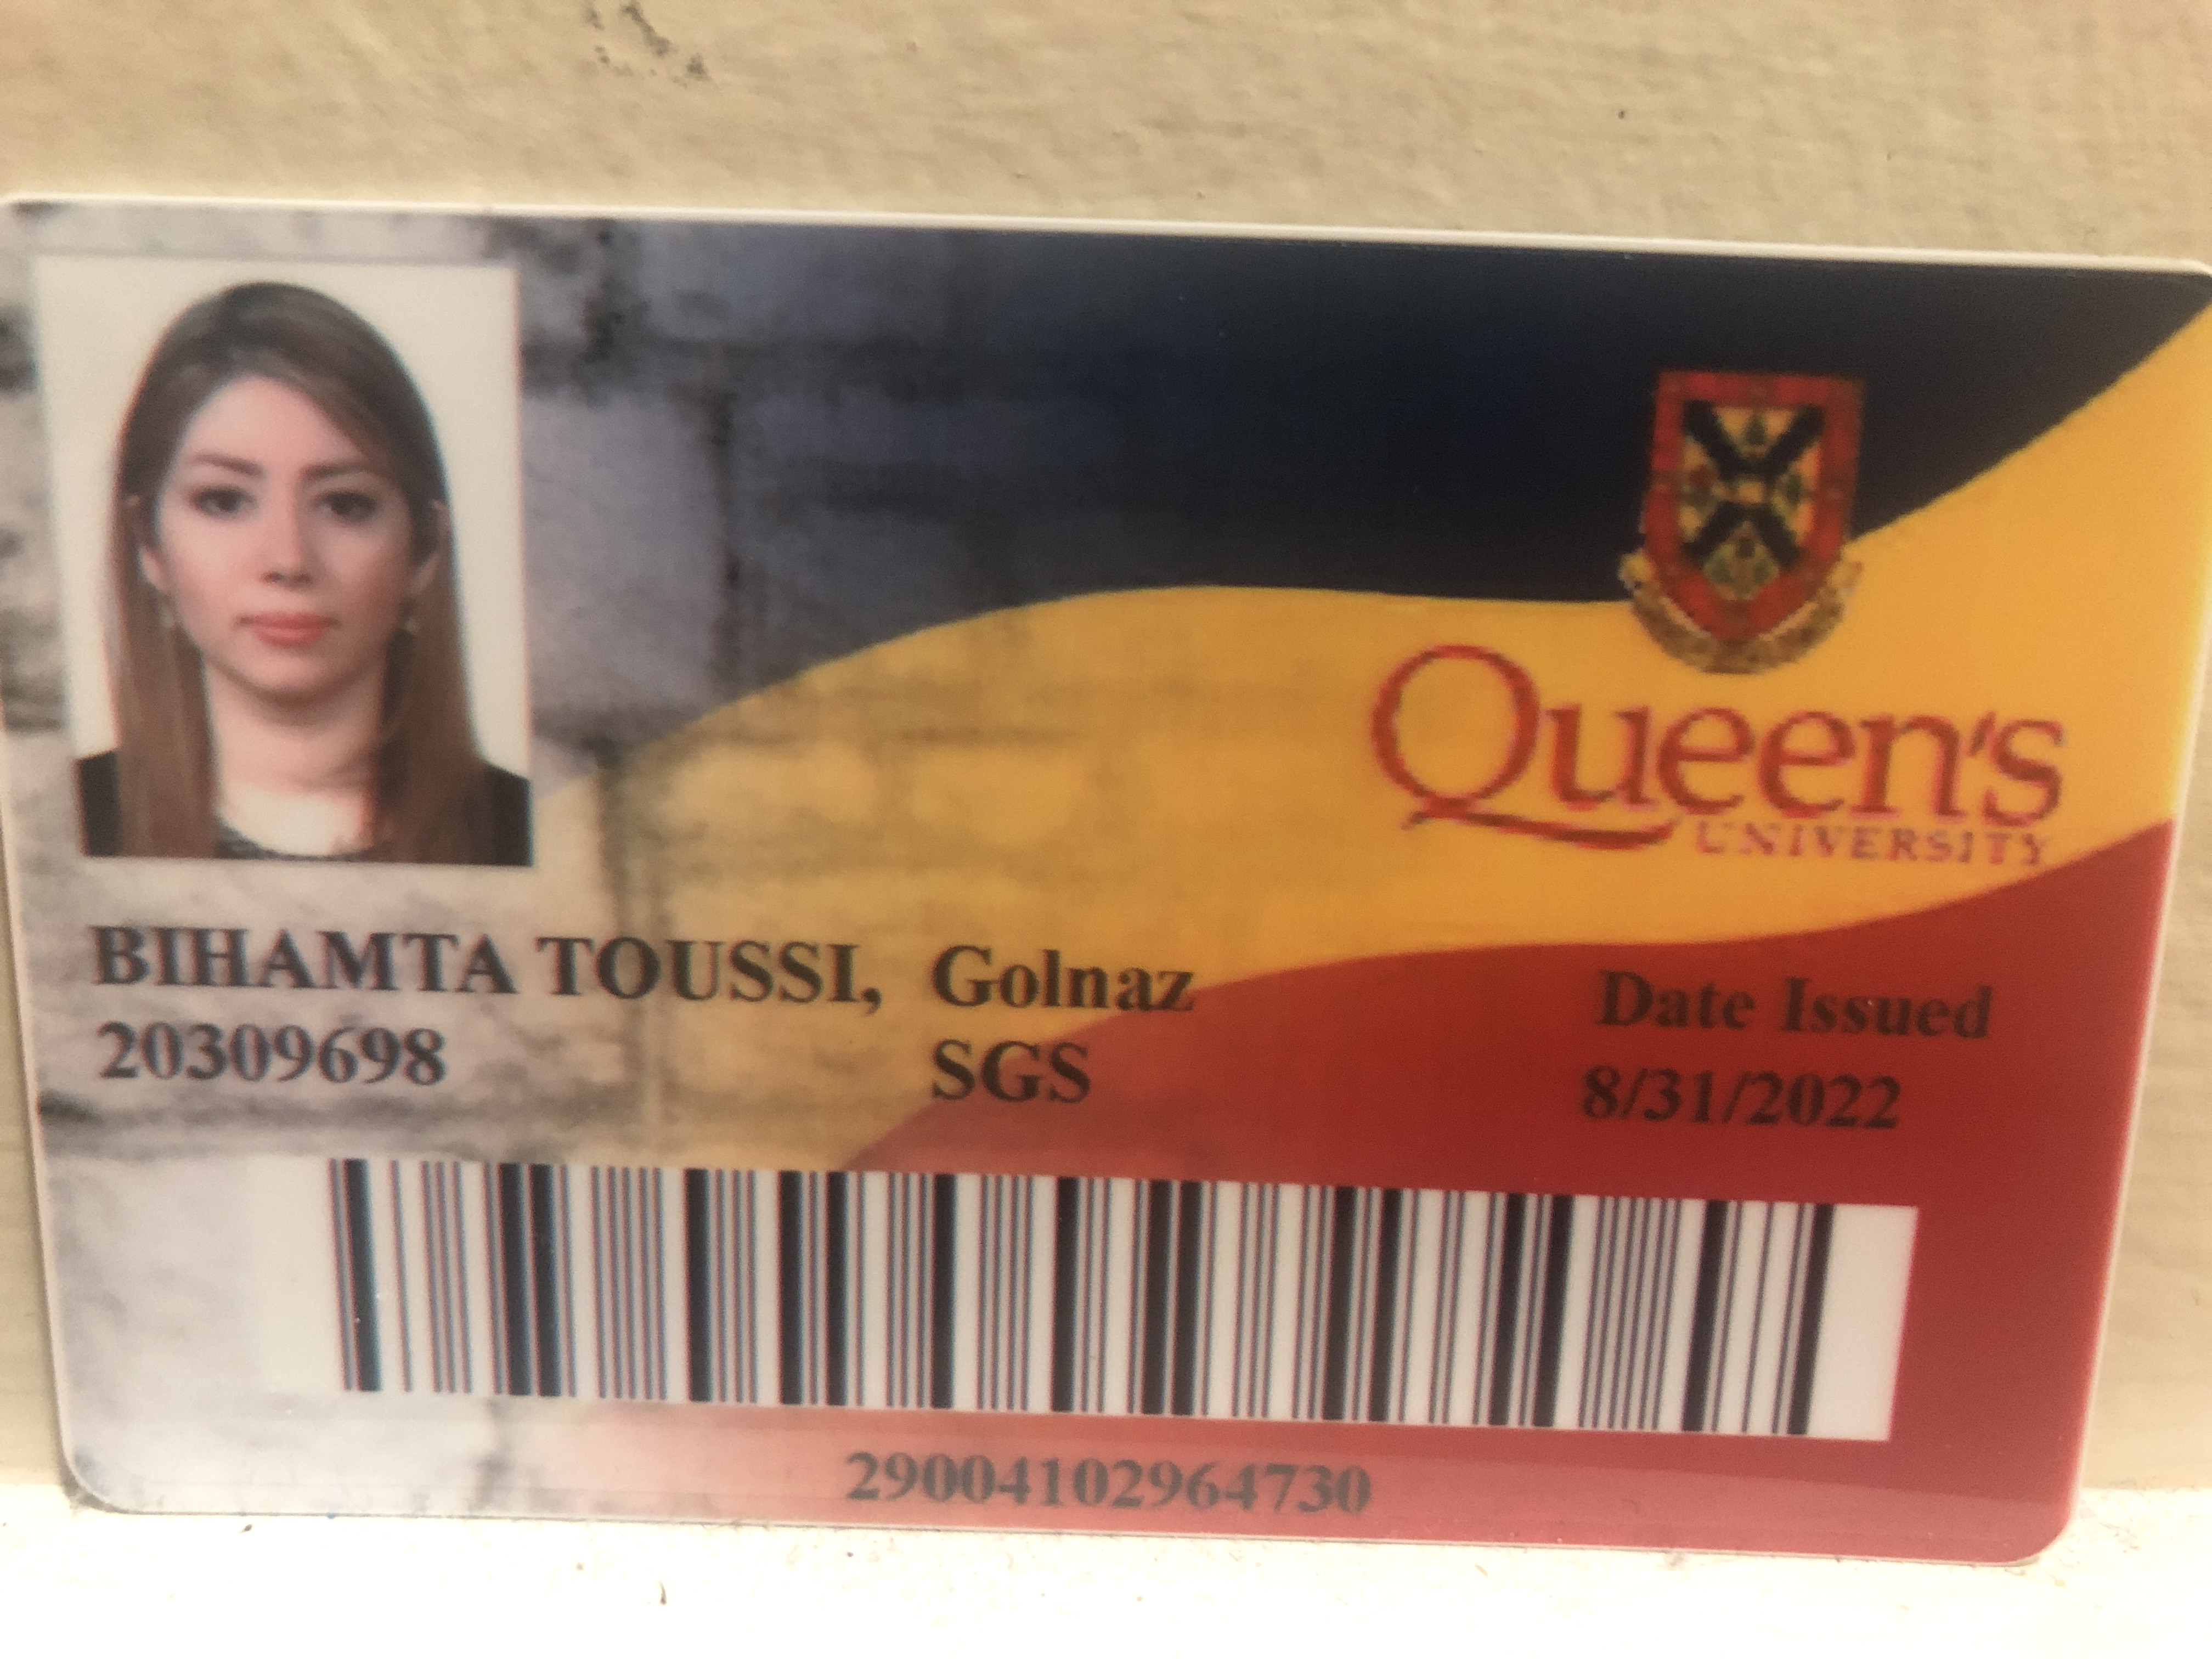 Queen's
UNIVERSITY
BIHAMTA TOUSSI, Golnaz
20309698
SGS
Date Issued
8/31/2022
29004102964730